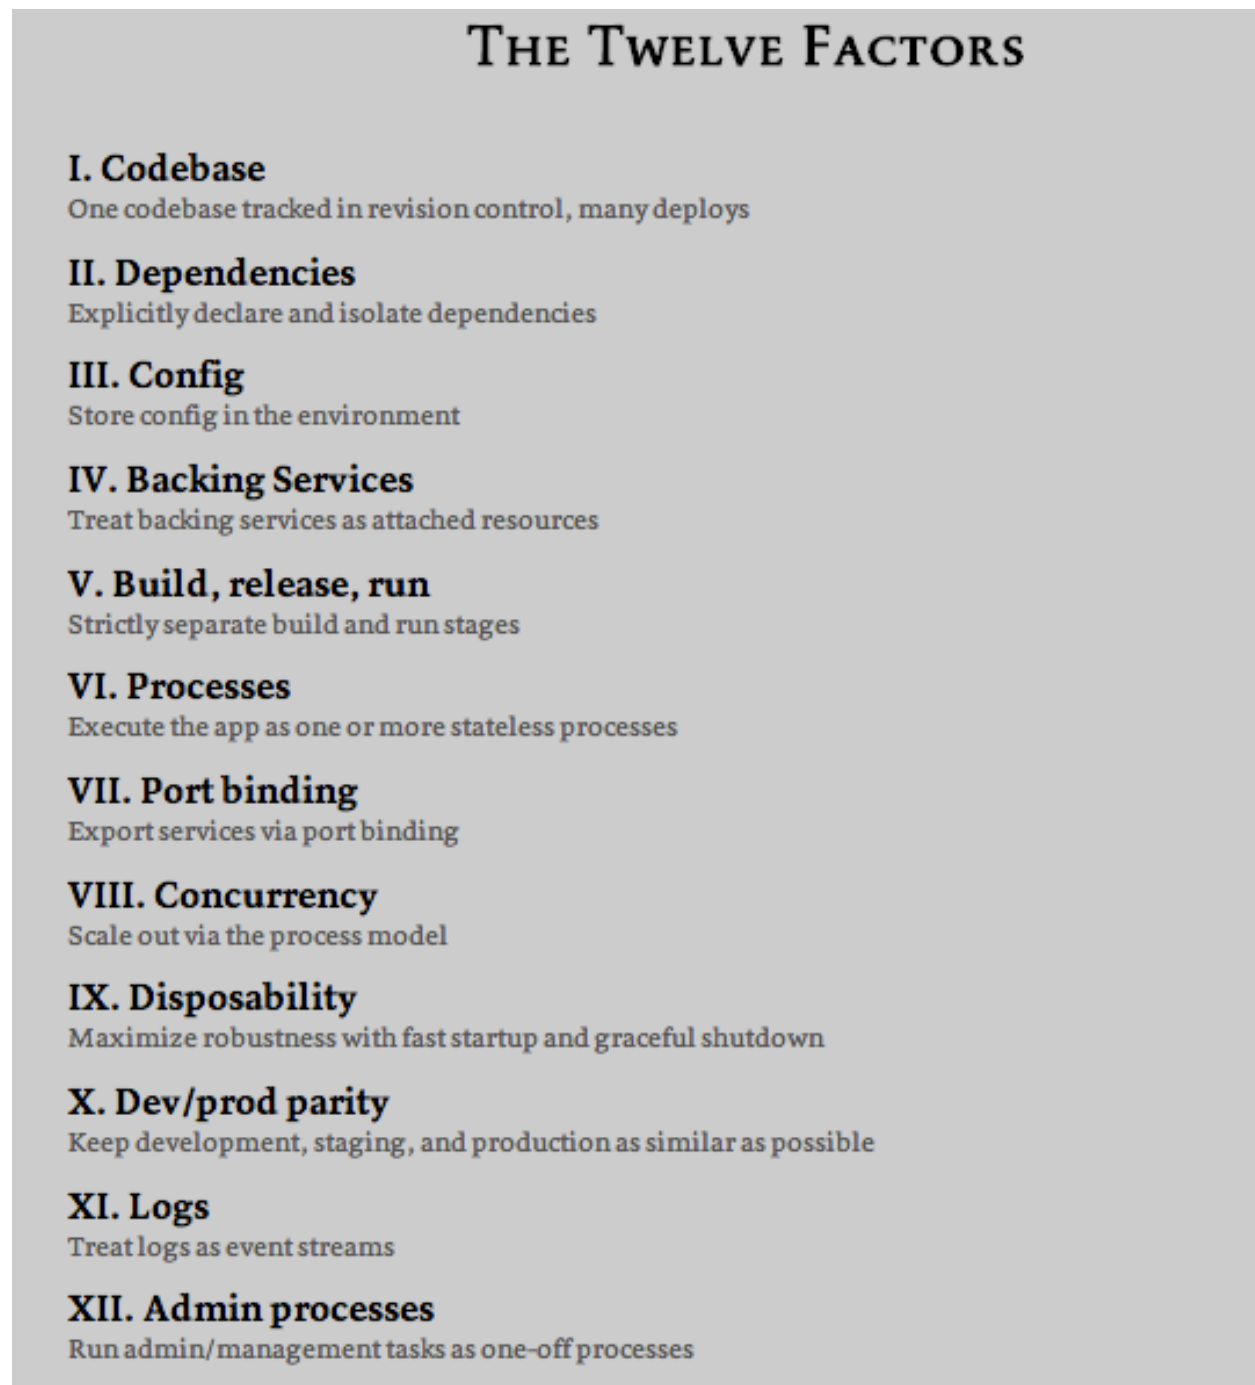 The Twelve Factors
I. Codebase
One codebase tracked in revision control, many deploys
II. Dependencies
Explicitly declare and isolate dependencies
III. Config
Store config in the environment
IV. Backing Services
Treat backing services as attached resources
V. Build, release, run
Strictly separate build and run stages
VI. Processes
Execute the app as one or more stateless processes
VII. Port binding
Export services via port binding
VIII. Concurrency
Scale out via the process model
IX. Disposability
Maximize robustness with fast startup and graceful shutdown
X. Dev/prod parity
Keep development, staging, and production as similar as possible
XI. Logs
Treat logs as event streams
XII. Admin processes
Run admin/management tasks as one-off processes